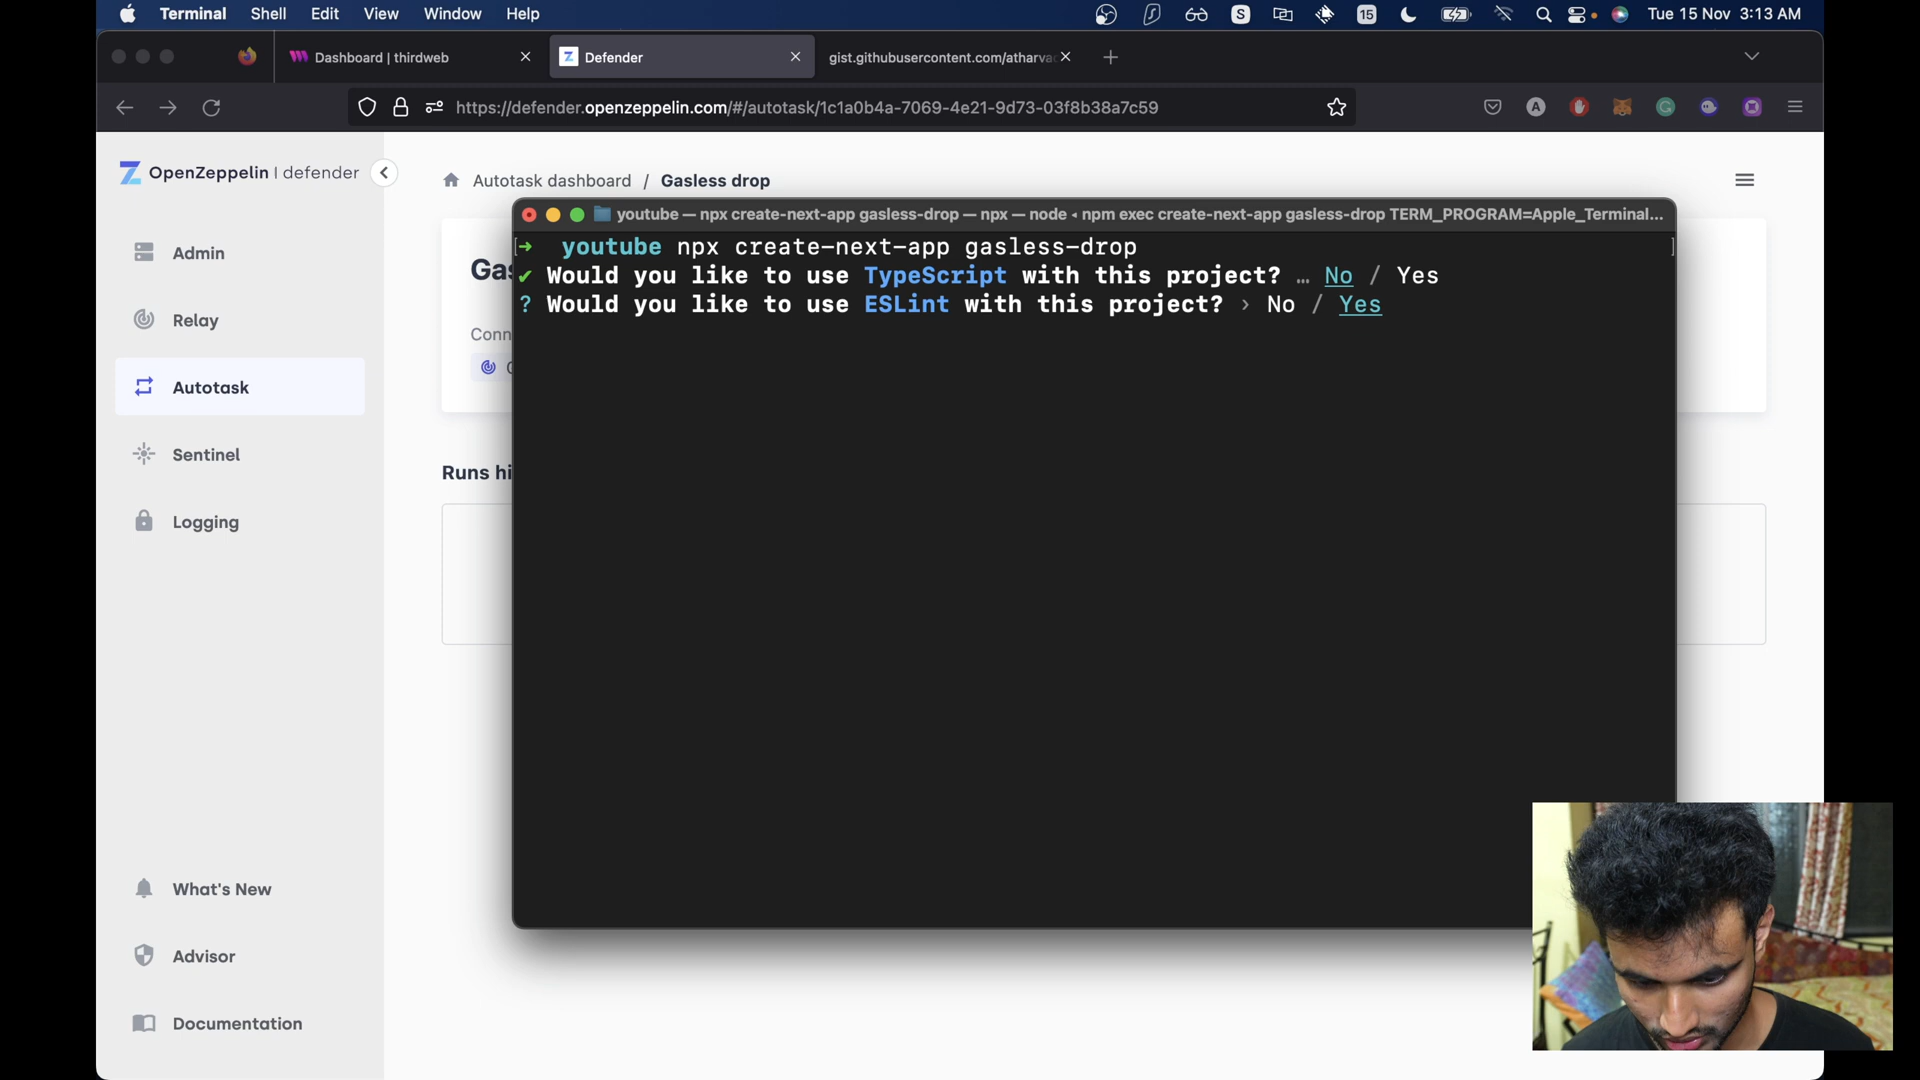 Terminal Shell Edit View Window Help
S 15 Tue 15 Nov 3:13 AM
Dashboard | thirdweb
Defender
gist.githubusercontent.com/atharva
https://defender.openzeppelin.com/#/autotask/1c1a0b4a-7069-4e21-9d73-03f8b38a7c59
A
OpenZeppelin | defender
Autotask dashboard / Gasless drop
youtube — npx create-next-app gasless-drop — npx — node ◂ npm exec create-next-app gasless-drop TERM_PROGRAM=Apple_Terminal...
[➜ youtube npx create-next-app gasless-drop ]
✔ Would you like to use TypeScript with this project? … No / Yes
? Would you like to use ESLint with this project? › No / Yes
Gas
Conn
Runs hi
Admin
Relay
Autotask
Sentinel
Logging
What's New
Advisor
Documentation